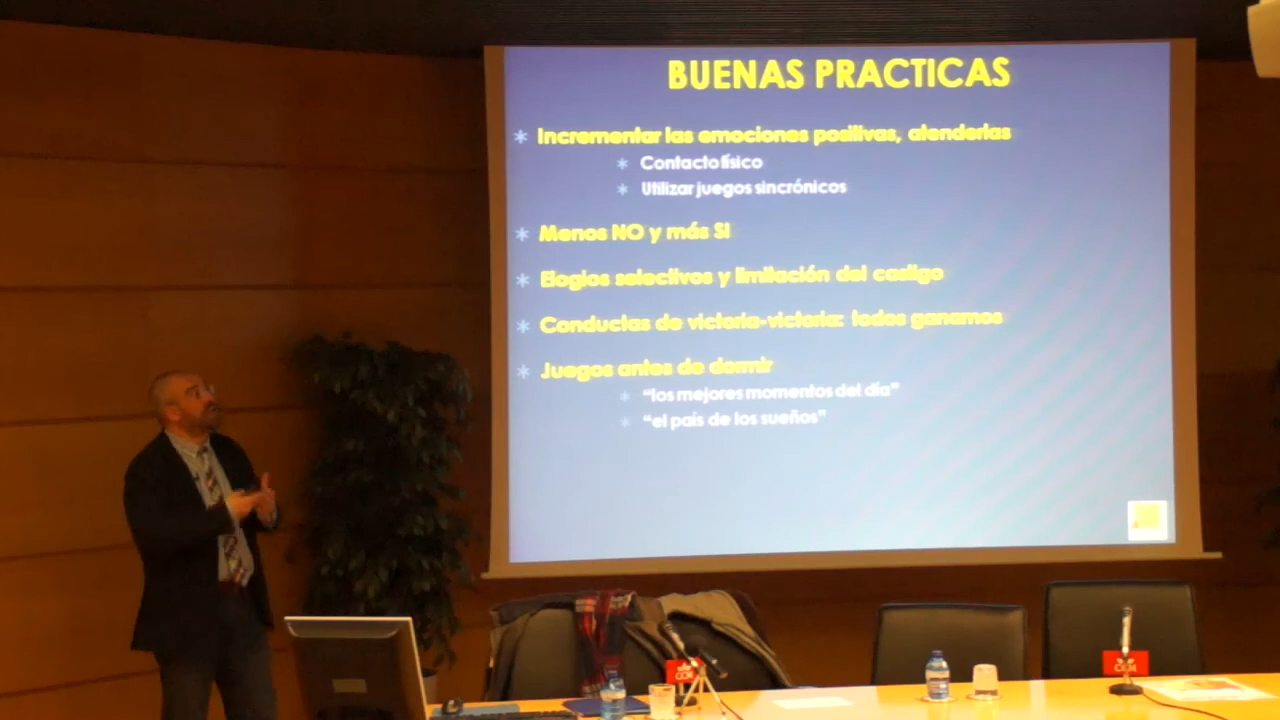 BUENAS PRACTICAS
* Incrementar las emociones positivas, atenderlas
* Contacto físico
* Utilizar juegos sincrónicos
* Menos NO y más SI
* Elogios selectivos y limitación del castigo
* Conductas de victoria-victoria: todos ganamos
* Juegos antes de dormir
* "los mejores momentos del día"
* "el país de los sueños"